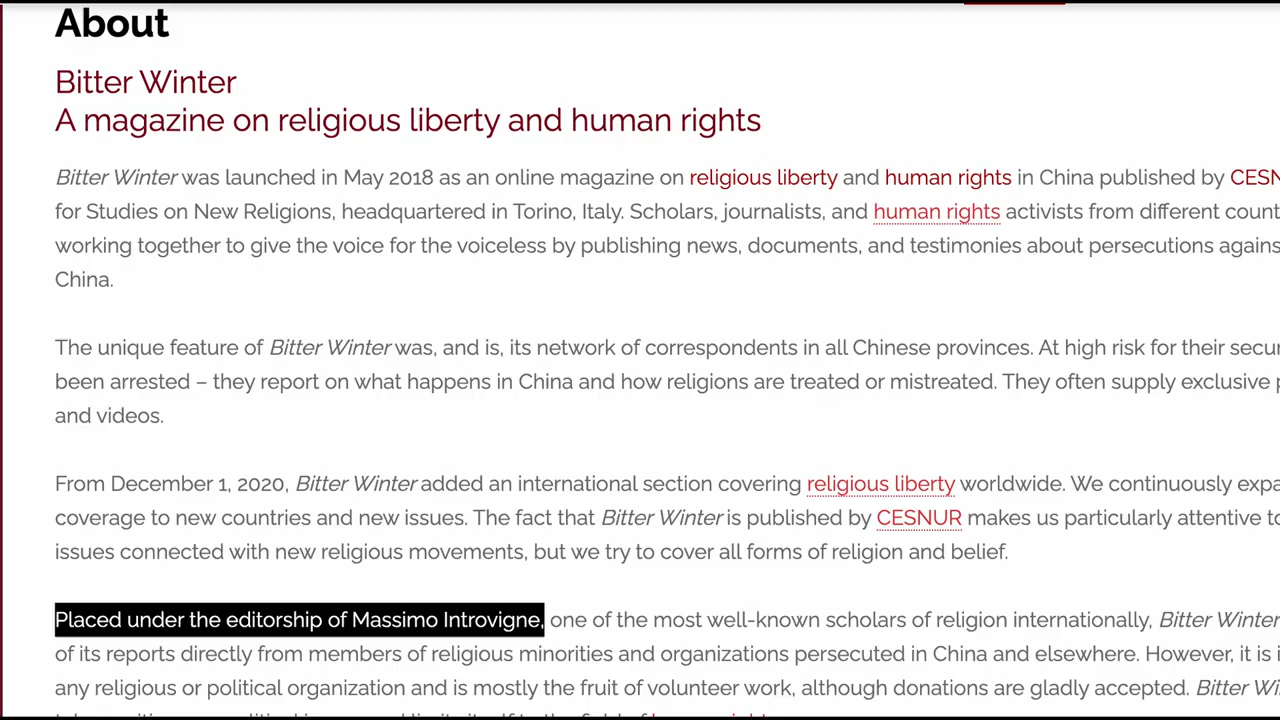 About
Bitter Winter
A magazine on religious liberty and human rights
Bitter Winter was launched in May 2018 as an online magazine on religious liberty and human rights in China published by
for Studies on New Religions, headquartered in Torino, Italy. Scholars, journalists, and human rights activists from different
working together to give the voice for the voiceless by publishing news, documents, and testimonies about persecutions
China.
The unique feature of Bitter Winter was, and is, its network of correspondents in all Chinese provinces. At high risk for their
been arrested – they report on what happens in China and how religions are treated or mistreated. They often supply exclusive
and videos.
From December 1, 2020, Bitter Winter added an international section covering religious liberty worldwide. We continuously
coverage to new countries and new issues. The fact that Bitter Winter is published by CESNUR makes us particularly attentive to
issues connected with new religious movements, but we try to cover all forms of religion and belief.
Placed under the editorship of Massimo Introvigne, one of the most well-known scholars of religion internationally, Bitter Winter
of its reports directly from members of religious minorities and organizations persecuted in China and elsewhere. However, it is
any religious or political organization and is mostly the fruit of volunteer work, although donations are gladly accepted. Bitter